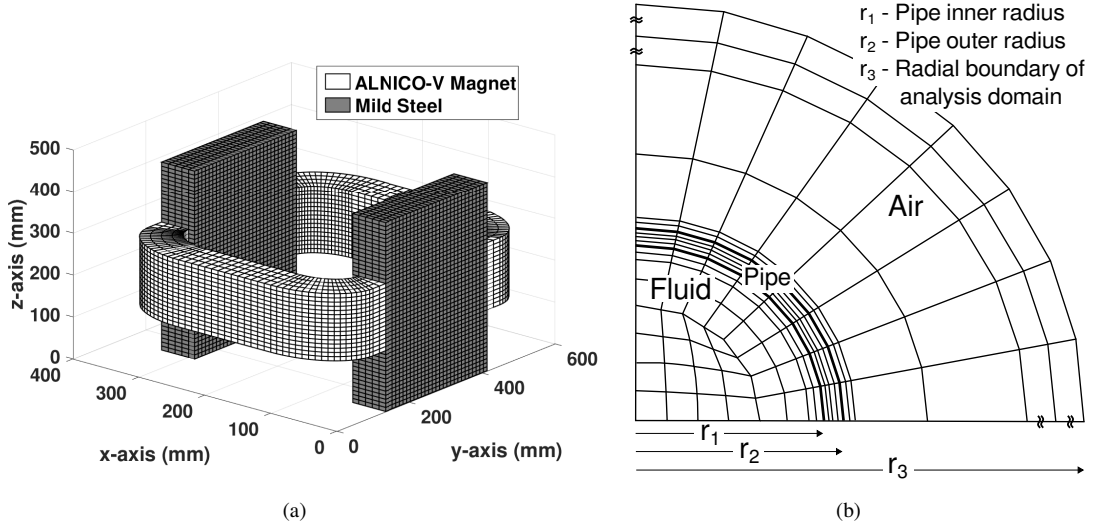 ALNICO-V Magnet
Mild Steel
500
400
300
200
100
0
400
300
200
100
0
0
200
400
600
z-axis (mm)
x-axis (mm)
y-axis (mm)
(a)
r1 - Pipe inner radius
r2 - Pipe outer radius
r3 - Radial boundary of
analysis domain
Air
Pipe
Fluid
r1
r2
r3
(b)